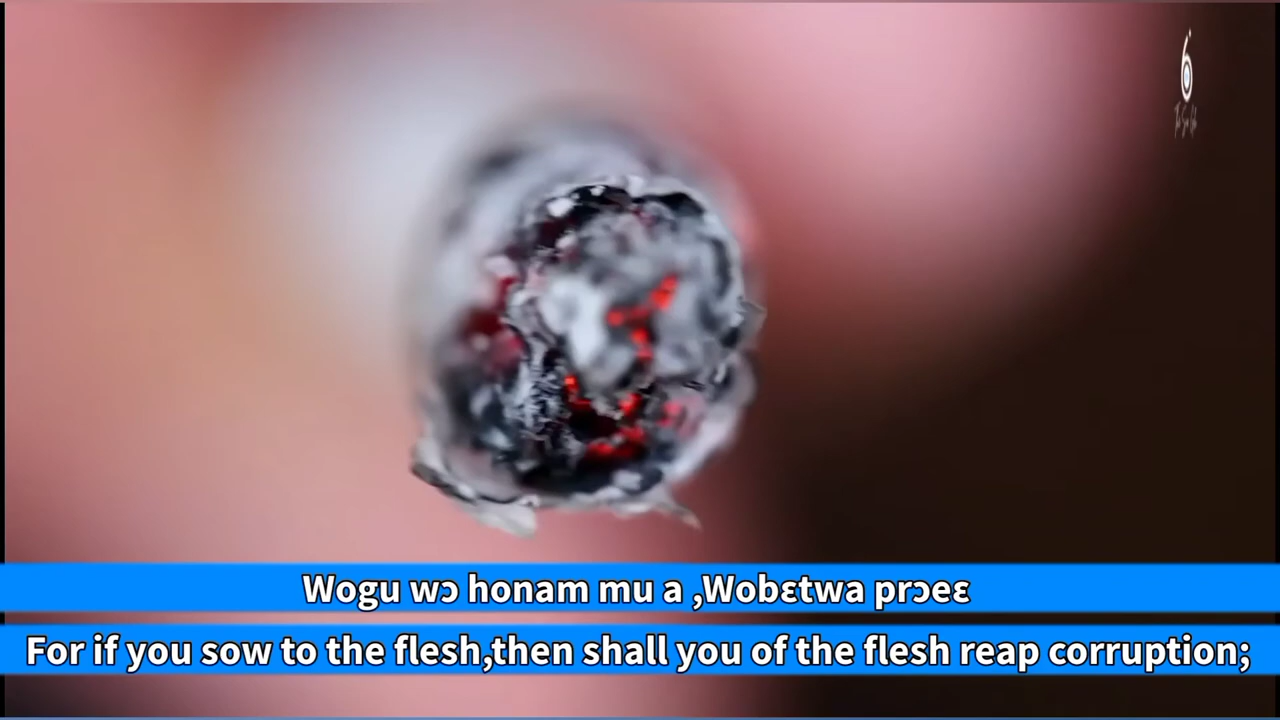 Wogu wɔ honam mu a ,Wobɛtwa prɔeɛ
For if you sow to the flesh,then shall you of the flesh reap corruption;